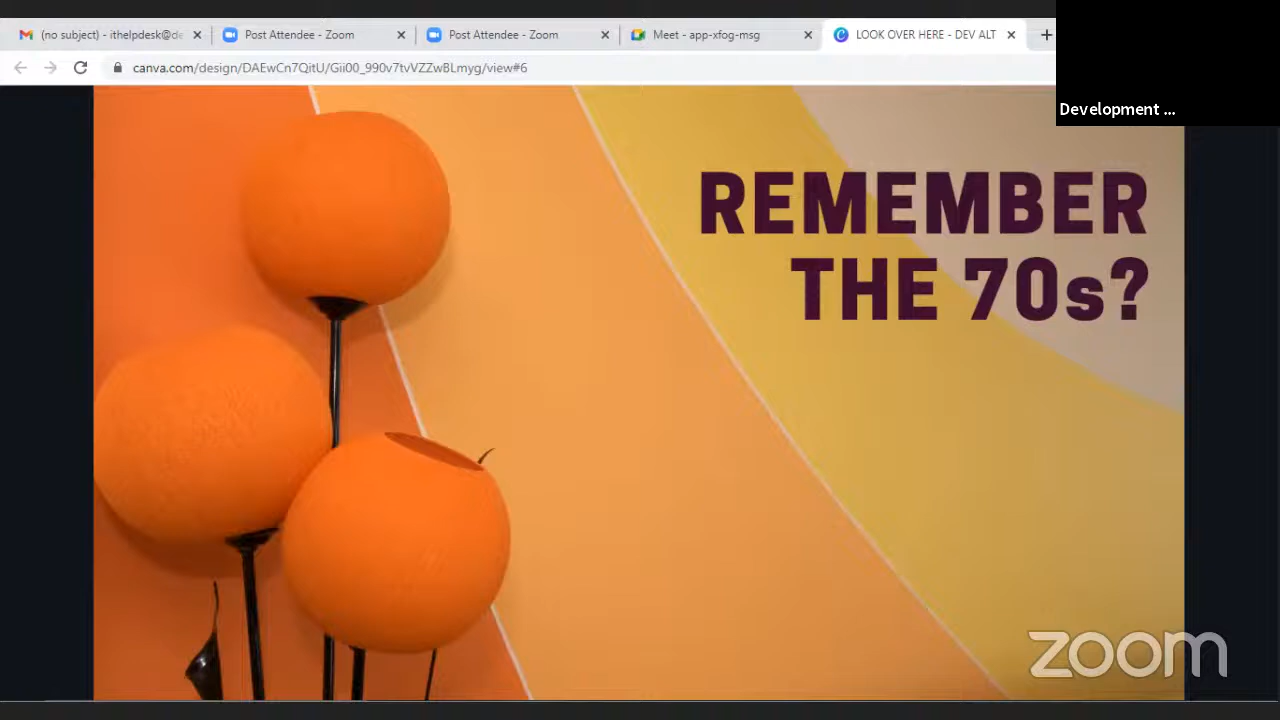 (no subject) - ithelpdesk@de
Post Attendee - Zoom
Post Attendee - Zoom
Meet - app-xfog-msg
LOOK OVER HERE - DEV ALT
canva.com/design/DAEwCn7QitU/Gii00_990v7tvVZZwBLmyg/view#6
Development ...
REMEMBER
THE 70s?
zoom